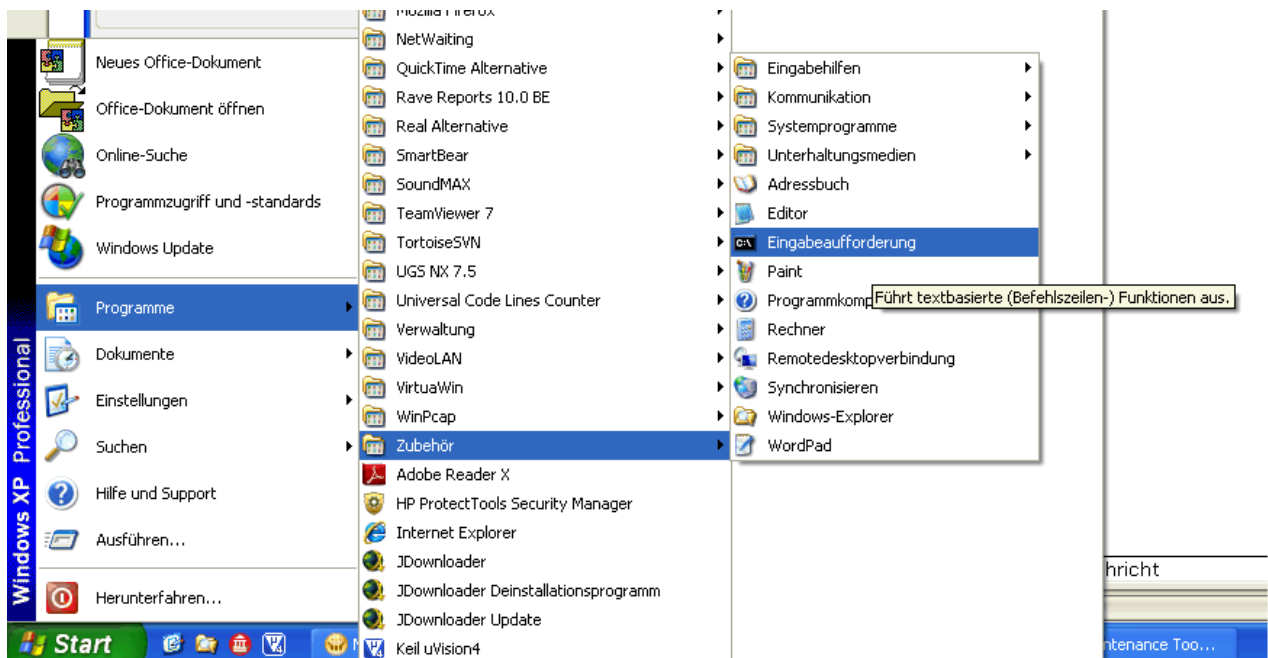 Mozilla Firefox
NetWaiting
QuickTime Alternative
Rave Reports 10.0 BE
Real Alternative
SmartBear
SoundMAX
TeamViewer 7
TortoiseSVN
UGS NX 7.5
Universal Code Lines Counter
Verwaltung
VideoLAN
VirtuaWin
WinPcap
Zubehör
Adobe Reader X
HP ProtectTools Security Manager
Internet Explorer
JDownloader
JDownloader Deinstallationsprogramm
JDownloader Update
Keil uVision4
Neues Office-Dokument
Office-Dokument öffnen
Online-Suche
Programmzugriff und -standards
Windows Update
Programme
Dokumente
Einstellungen
Suchen
Hilfe und Support
Ausführen...
Herunterfahren...
Windows XP Professional
Eingabehilfen
Kommunikation
Systemprogramme
Unterhaltungsmedien
Adressbuch
Editor
C:\
Eingabeaufforderung
Paint
Programmkomp
Führt textbasierte (Befehlszeilen-) Funktionen aus.
Rechner
Remotedesktopverbindung
Synchronisieren
Windows-Explorer
WordPad
hricht
Start
ntenance Too...